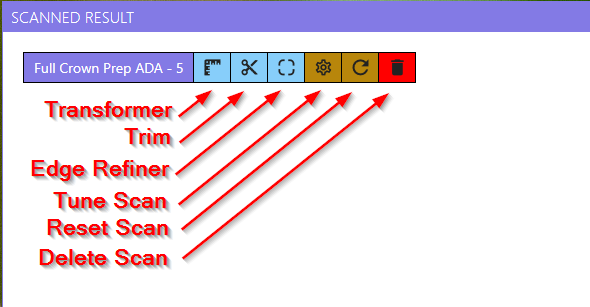 SCANNED RESULT
Full Crown Prep ADA - 5
Transformer
Trim
Edge Refiner
Tune Scan
Reset Scan
Delete Scan